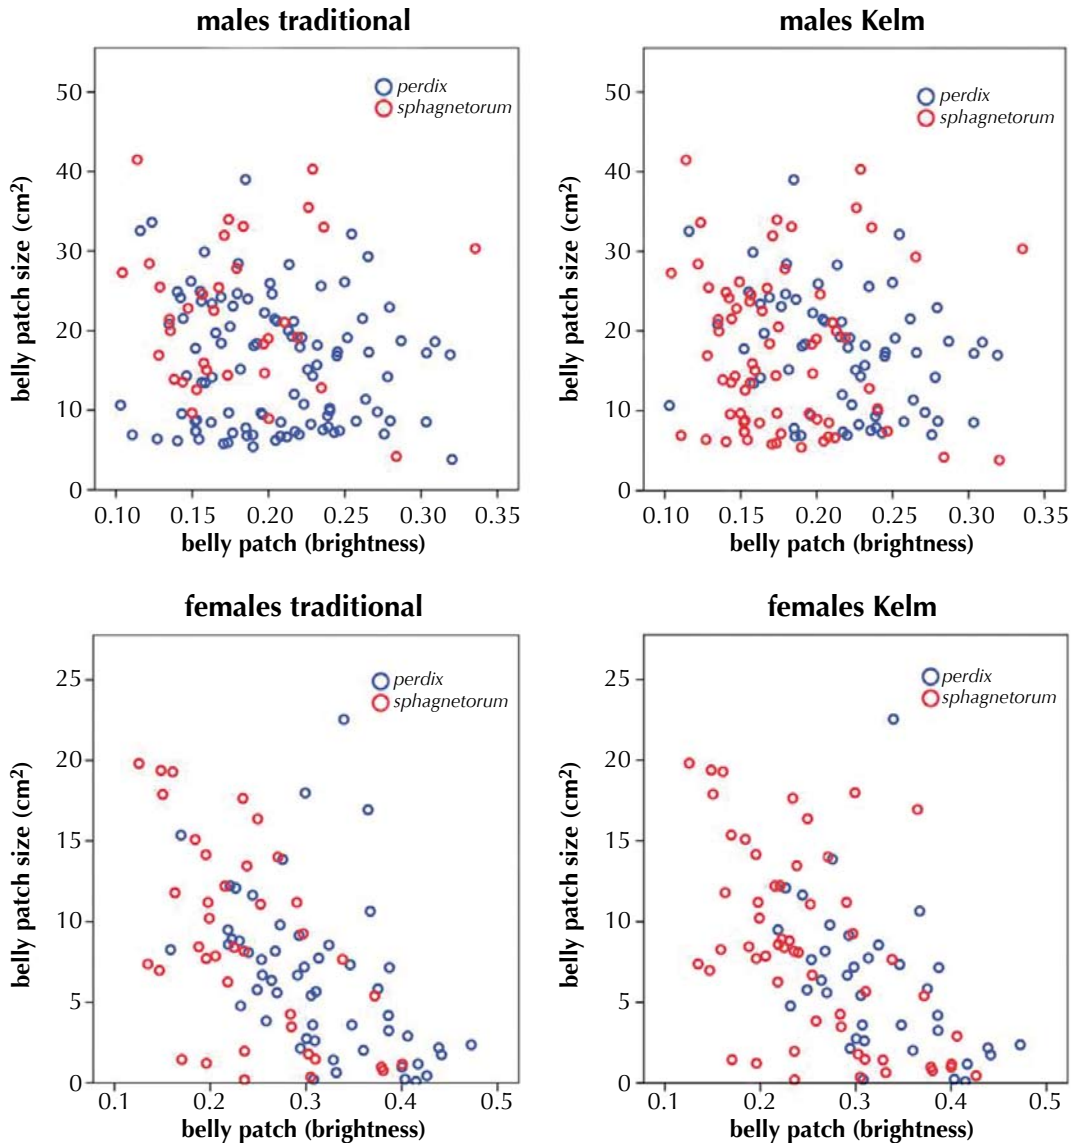 males traditional
belly patch size (cm²)
50
40
30
20
10
0
perdix
sphagnetorum
0.10 0.15 0.20 0.25 0.30 0.35
belly patch (brightness)
males Kelm
belly patch size (cm²)
50
40
30
20
10
0
perdix
sphagnetorum
0.10 0.15 0.20 0.25 0.30 0.35
belly patch (brightness)
females traditional
belly patch size (cm²)
25
20
15
10
5
0
perdix
sphagnetorum
0.1 0.2 0.3 0.4 0.5
belly patch (brightness)
females Kelm
belly patch size (cm²)
25
20
15
10
5
0
perdix
sphagnetorum
0.1 0.2 0.3 0.4 0.5
belly patch (brightness)